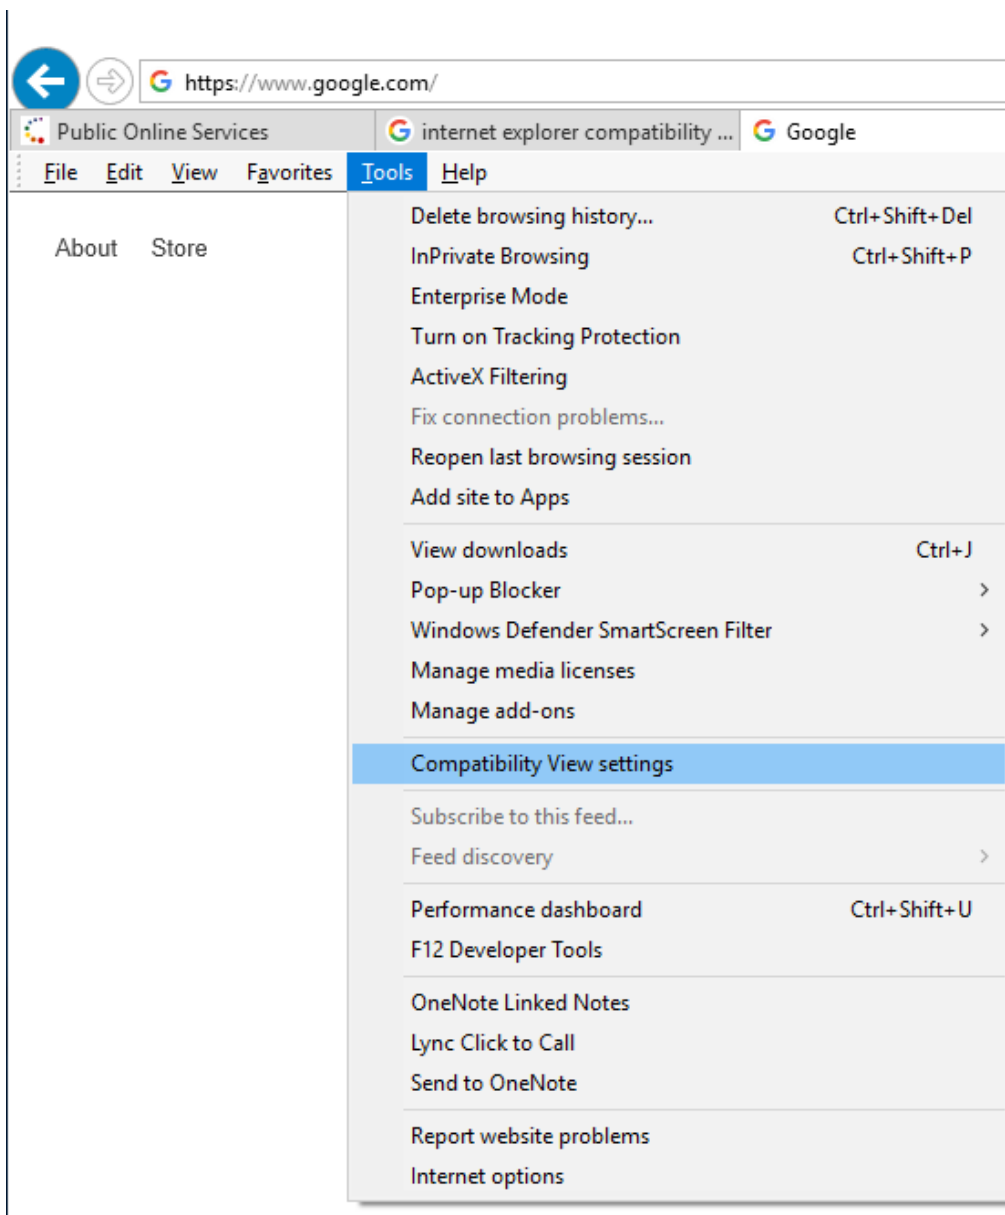 https://www.google.com/
Public Online Services
internet explorer compatibility ...
Google
File Edit View Favorites Tools Help
About Store
Delete browsing history... Ctrl+Shift+Del
InPrivate Browsing Ctrl+Shift+P
Enterprise Mode
Turn on Tracking Protection
ActiveX Filtering
Fix connection problems...
Reopen last browsing session
Add site to Apps
View downloads Ctrl+J
Pop-up Blocker
Windows Defender SmartScreen Filter
Manage media licenses
Manage add-ons
Compatibility View settings
Subscribe to this feed...
Feed discovery
Performance dashboard Ctrl+Shift+U
F12 Developer Tools
OneNote Linked Notes
Lync Click to Call
Send to OneNote
Report website problems
Internet options